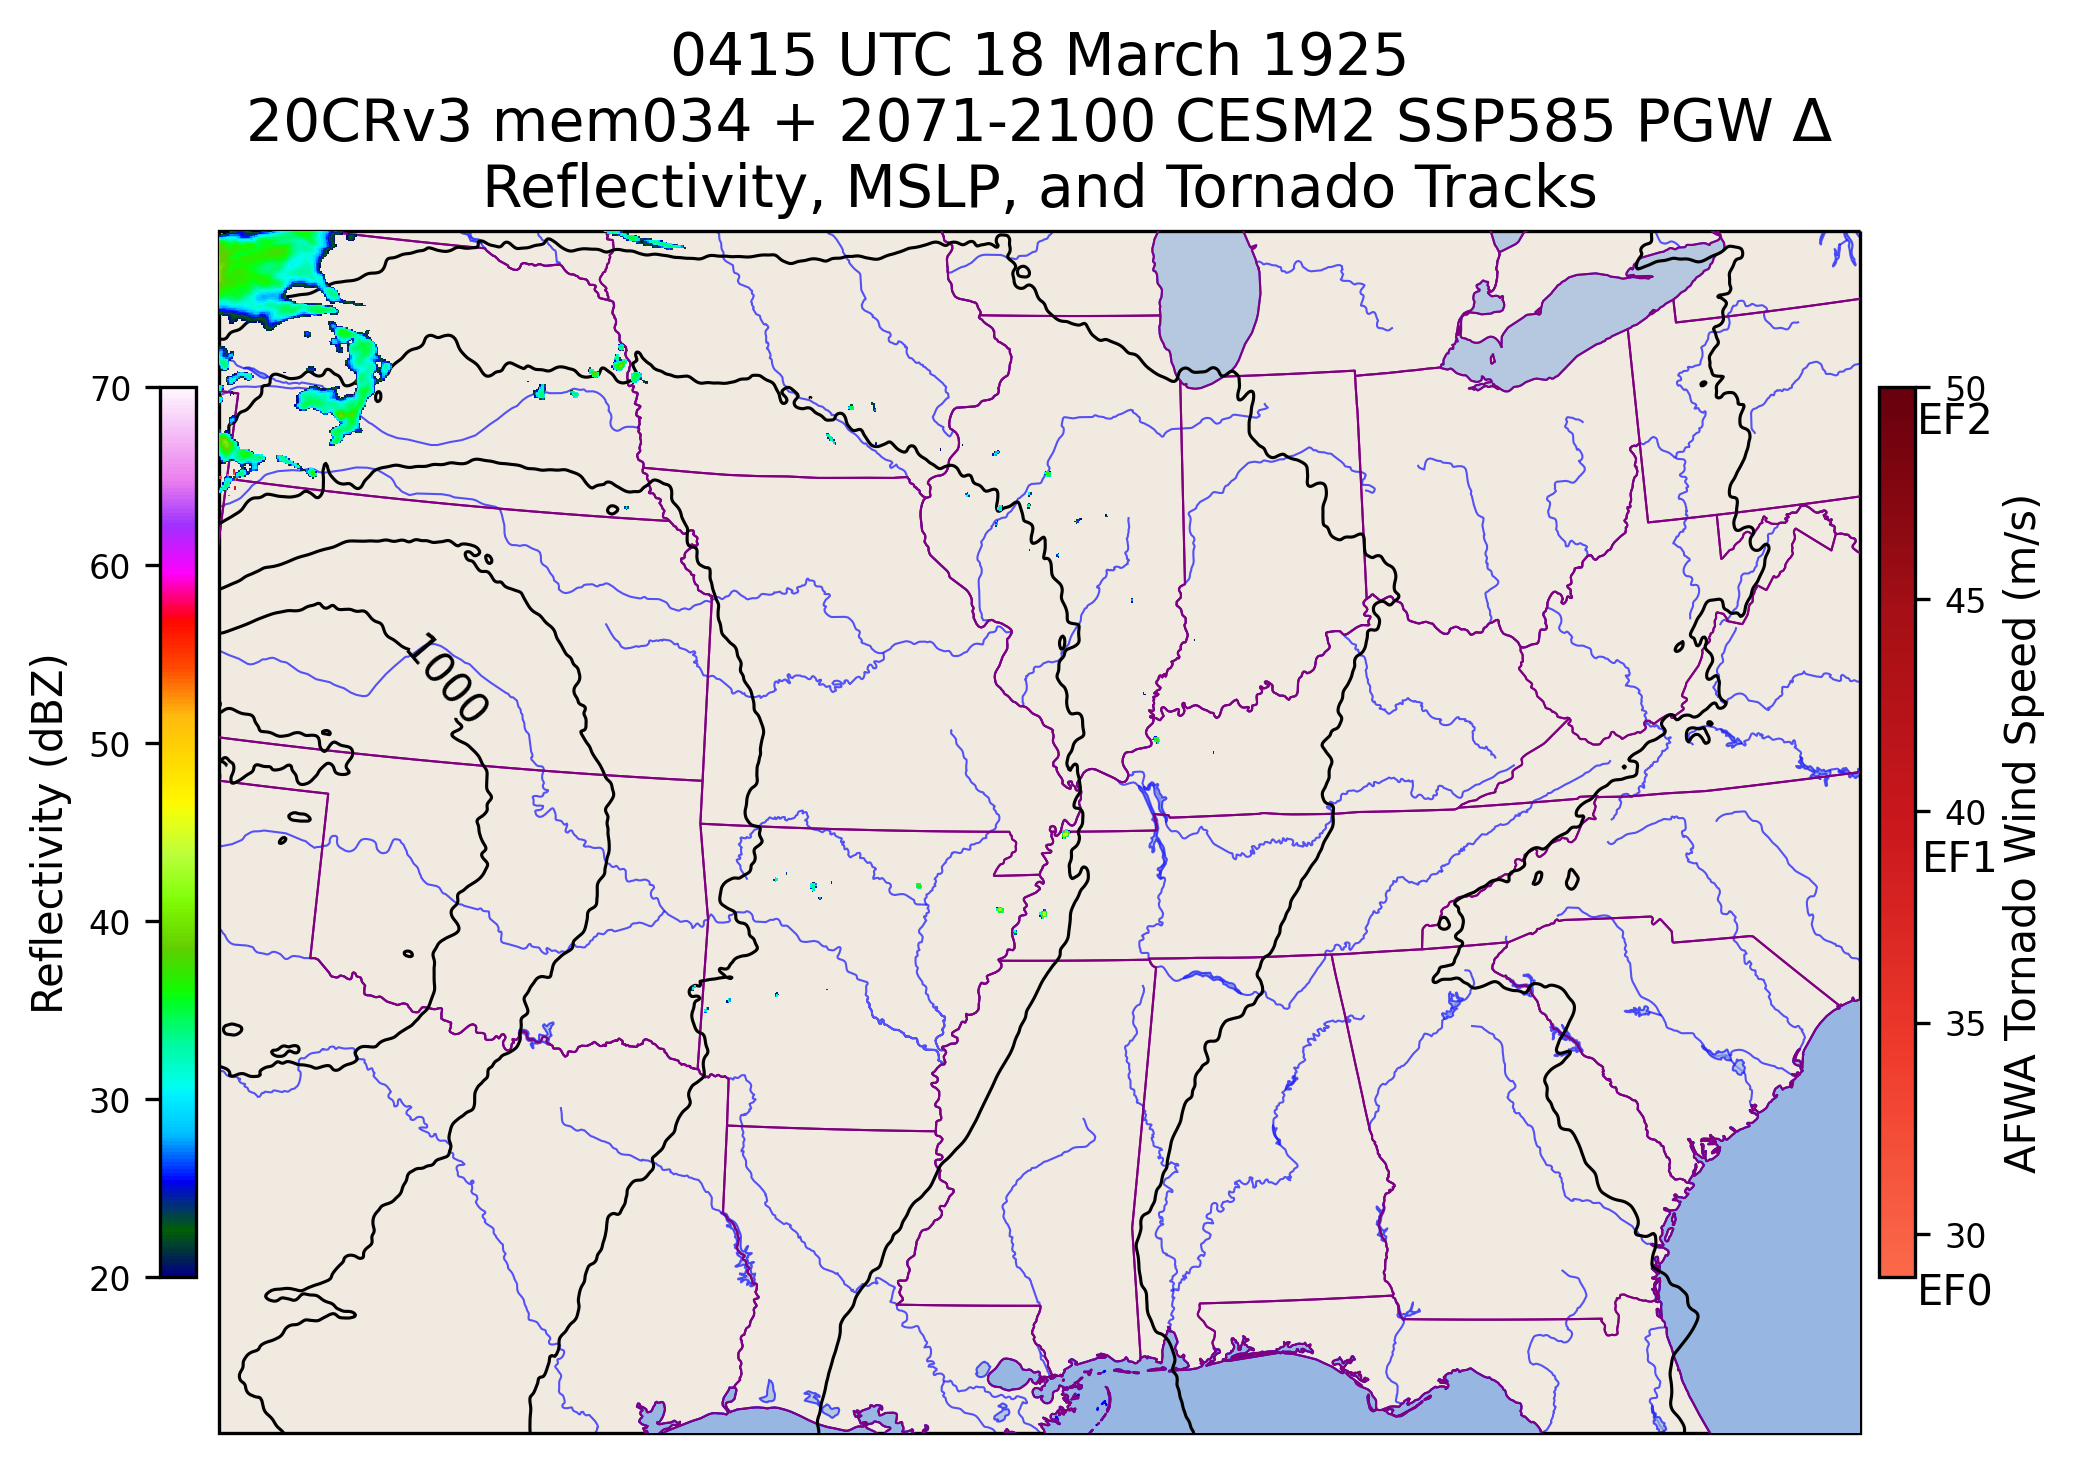 0415 UTC 18 March 1925
20CRv3 mem034 + 2071-2100 CESM2 SSP585 PGW Δ
Reflectivity, MSLP, and Tornado Tracks
70
60
50
40
30
20
Reflectivity (dBZ)
1000
50
EF2
45
40
EF1
35
30
EF0
AFWA Tornado Wind Speed (m/s)